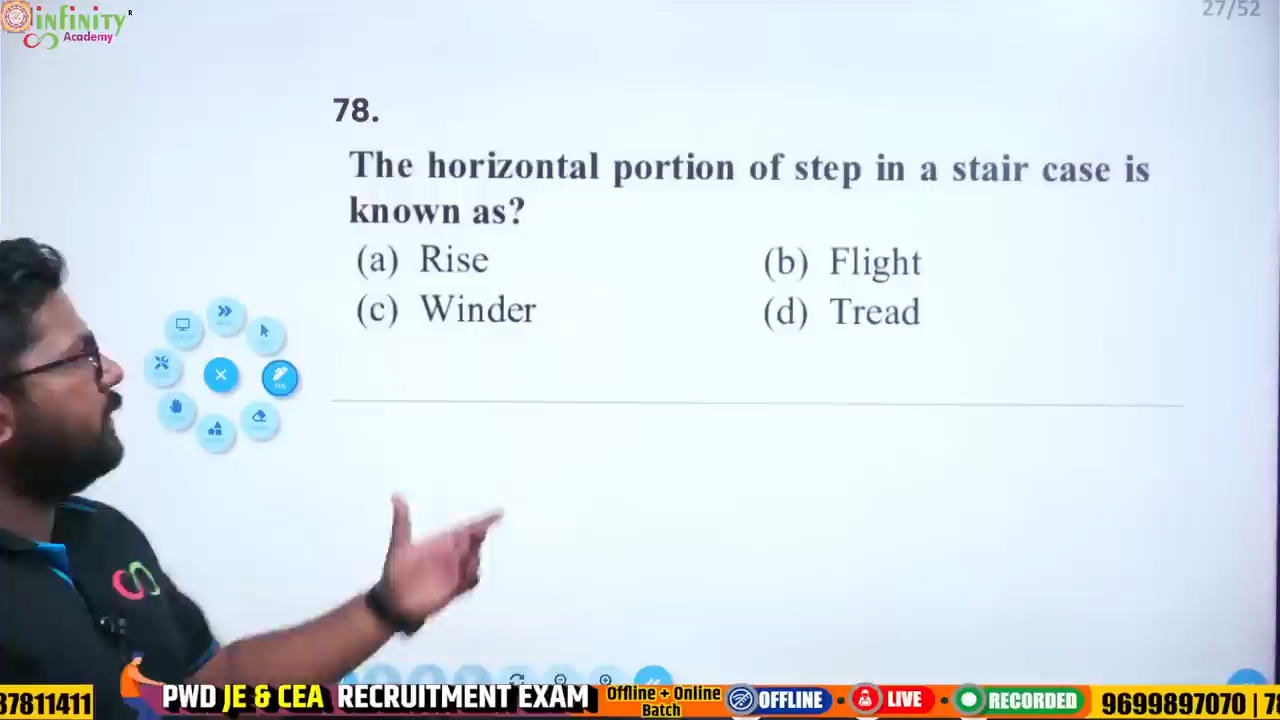 infinity
Academy
27/52
78.
The horizontal portion of step in a stair case is
known as?
(a) Rise
(b) Flight
(c) Winder
(d) Tread
37811411
PWD JE & CEA RECRUITMENT EXAM
Offline + Online
Batch
OFFLINE
LIVE
RECORDED
9699897070 | 7